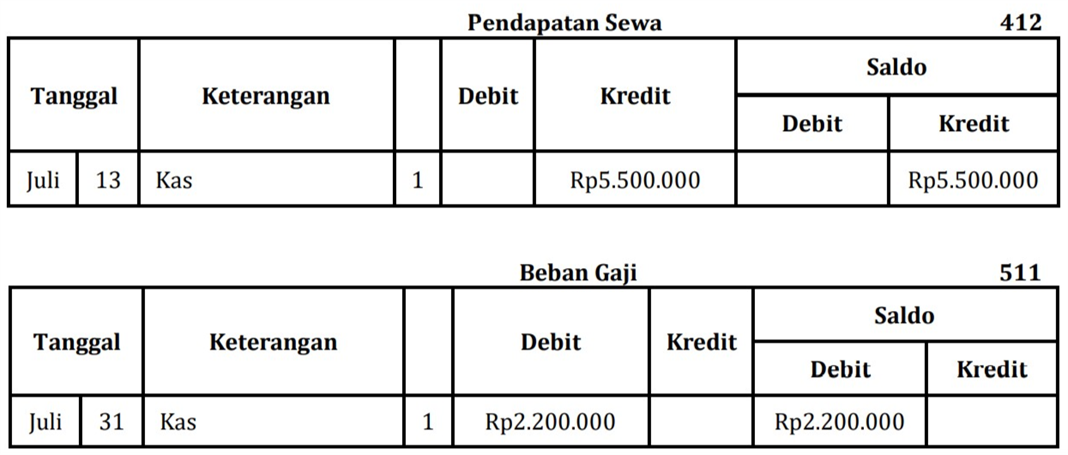 Pendapatan Sewa 412
Tanggal Keterangan Debit Kredit Saldo
Debit Kredit
Juli 13 Kas 1 Rp5.500.000 Rp5.500.000
Beban Gaji 511
Tanggal Keterangan Debit Kredit Saldo
Debit Kredit
Juli 31 Kas 1 Rp2.200.000 Rp2.200.000